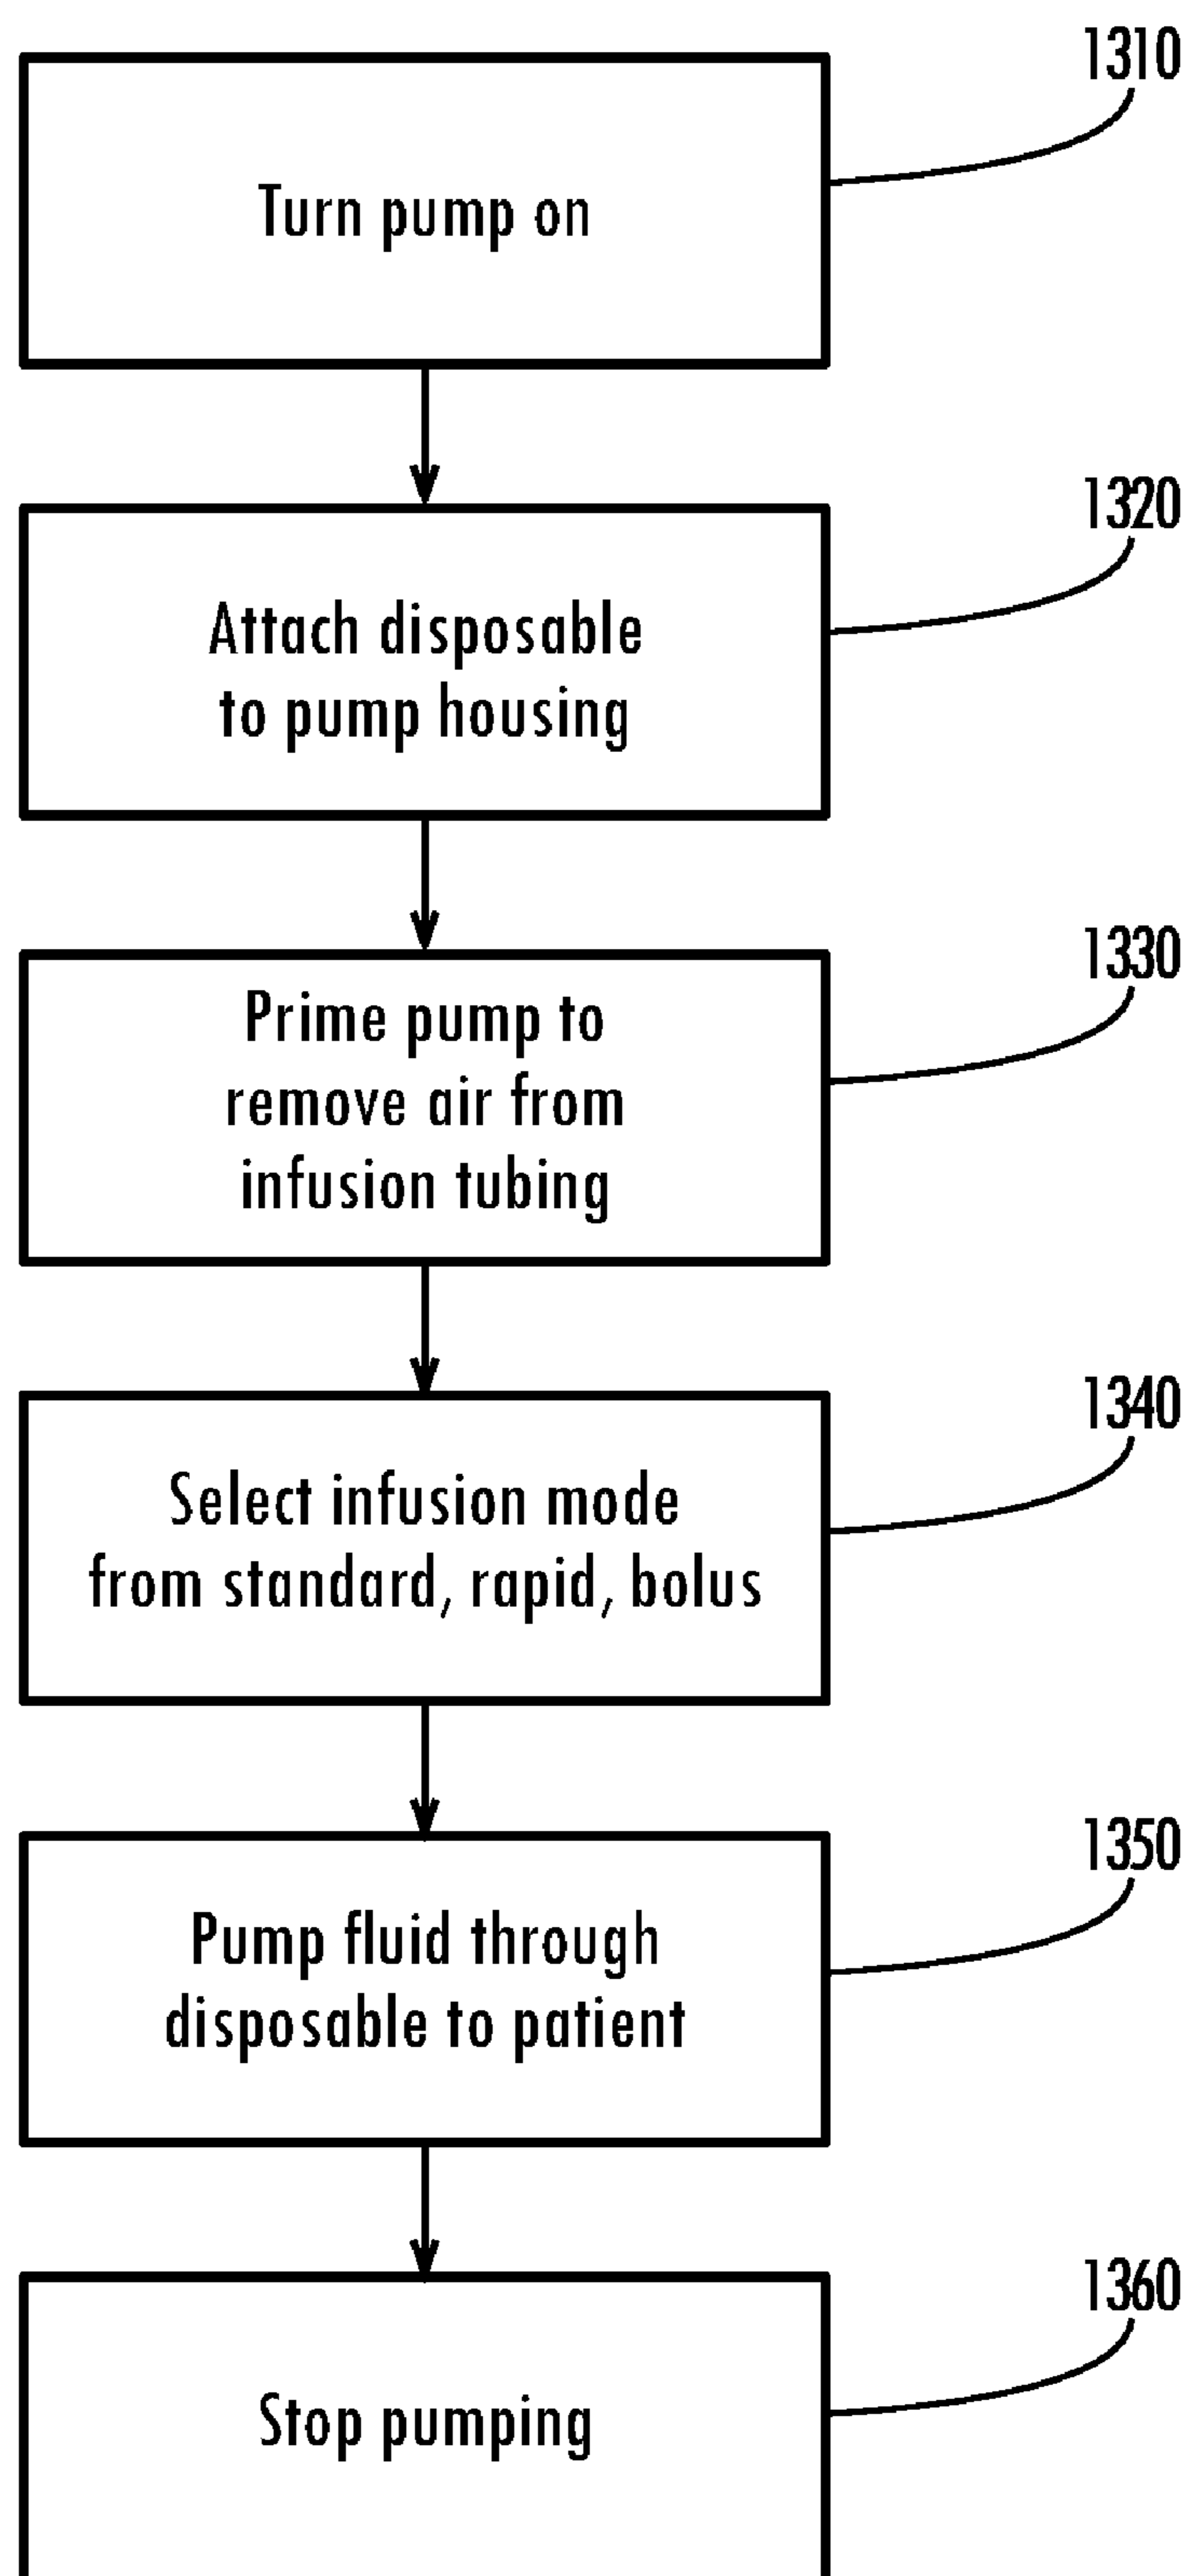 1310
Turn pump on
1320
Attach disposable
to pump housing
1330
Prime pump to
remove air from
infusion tubing
1340
Select infusion mode
from standard, rapid, bolus
1350
Pump fluid through
disposable to patient
1360
Stop pumping